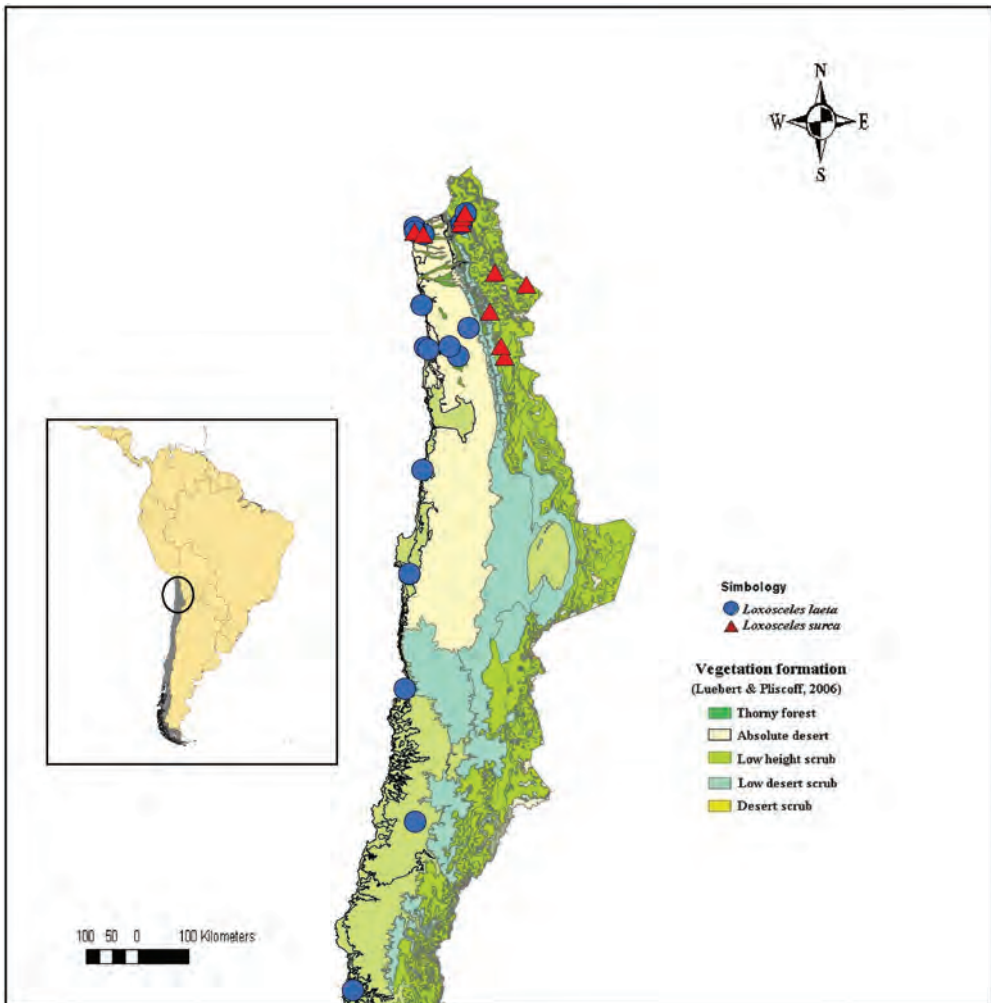 N
W E
S
Simbology
Loxosceles laeta
Loxosceles surca
Vegetation formation
(Luebert & Pliscoff, 2006)
Thorny forest
Absolute desert
Low height scrub
Low desert scrub
Desert scrub
100 50 0 100 Kilometers